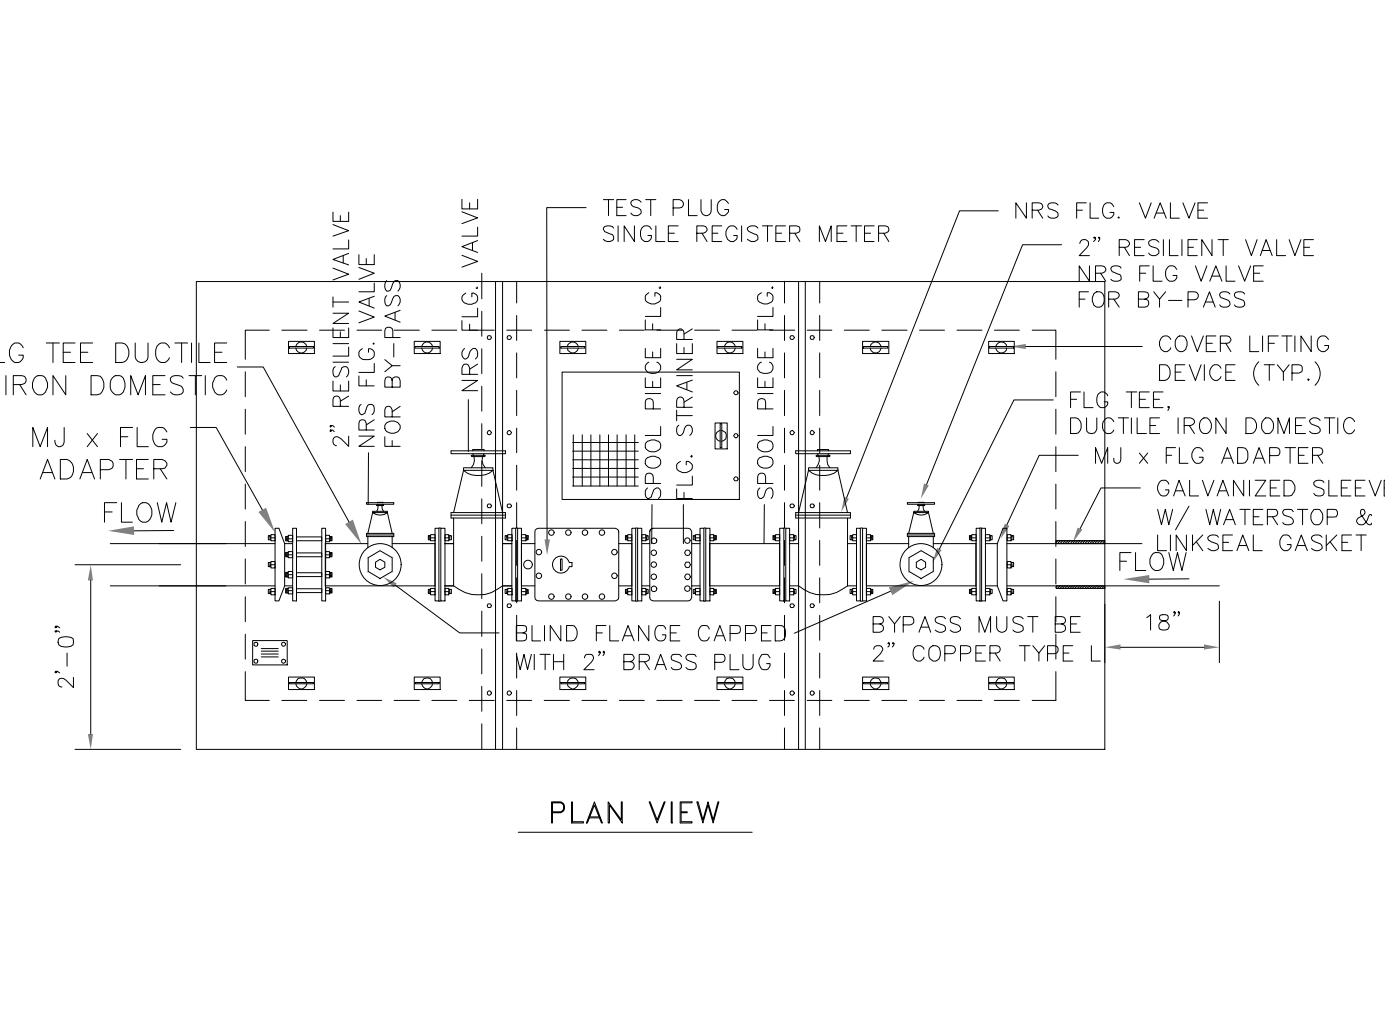 TEST PLUG
SINGLE REGISTER METER
NRS FLG. VALVE
2” RESILIENT VALVE
NRS FLG VALVE
FOR BY-PASS
2” RESILIENT VALVE
NRS FLG. VALVE
FOR BY-PASS
NRS FLG. VALVE
SPOOL PIECE FLG.
FLG. STRAINER
SPOOL PIECE FLG.
LG TEE DUCTILE
IRON DOMESTIC
MJ x FLG
ADAPTER
FLOW
COVER LIFTING
DEVICE (TYP.)
FLG TEE,
DUCTILE IRON DOMESTIC
MJ x FLG ADAPTER
GALVANIZED SLEEVE
W/ WATERSTOP &
LINKSEAL GASKET
FLOW
BLIND FLANGE CAPPED
WITH 2” BRASS PLUG
BYPASS MUST BE
2” COPPER TYPE L
18”
2’-0”
PLAN VIEW